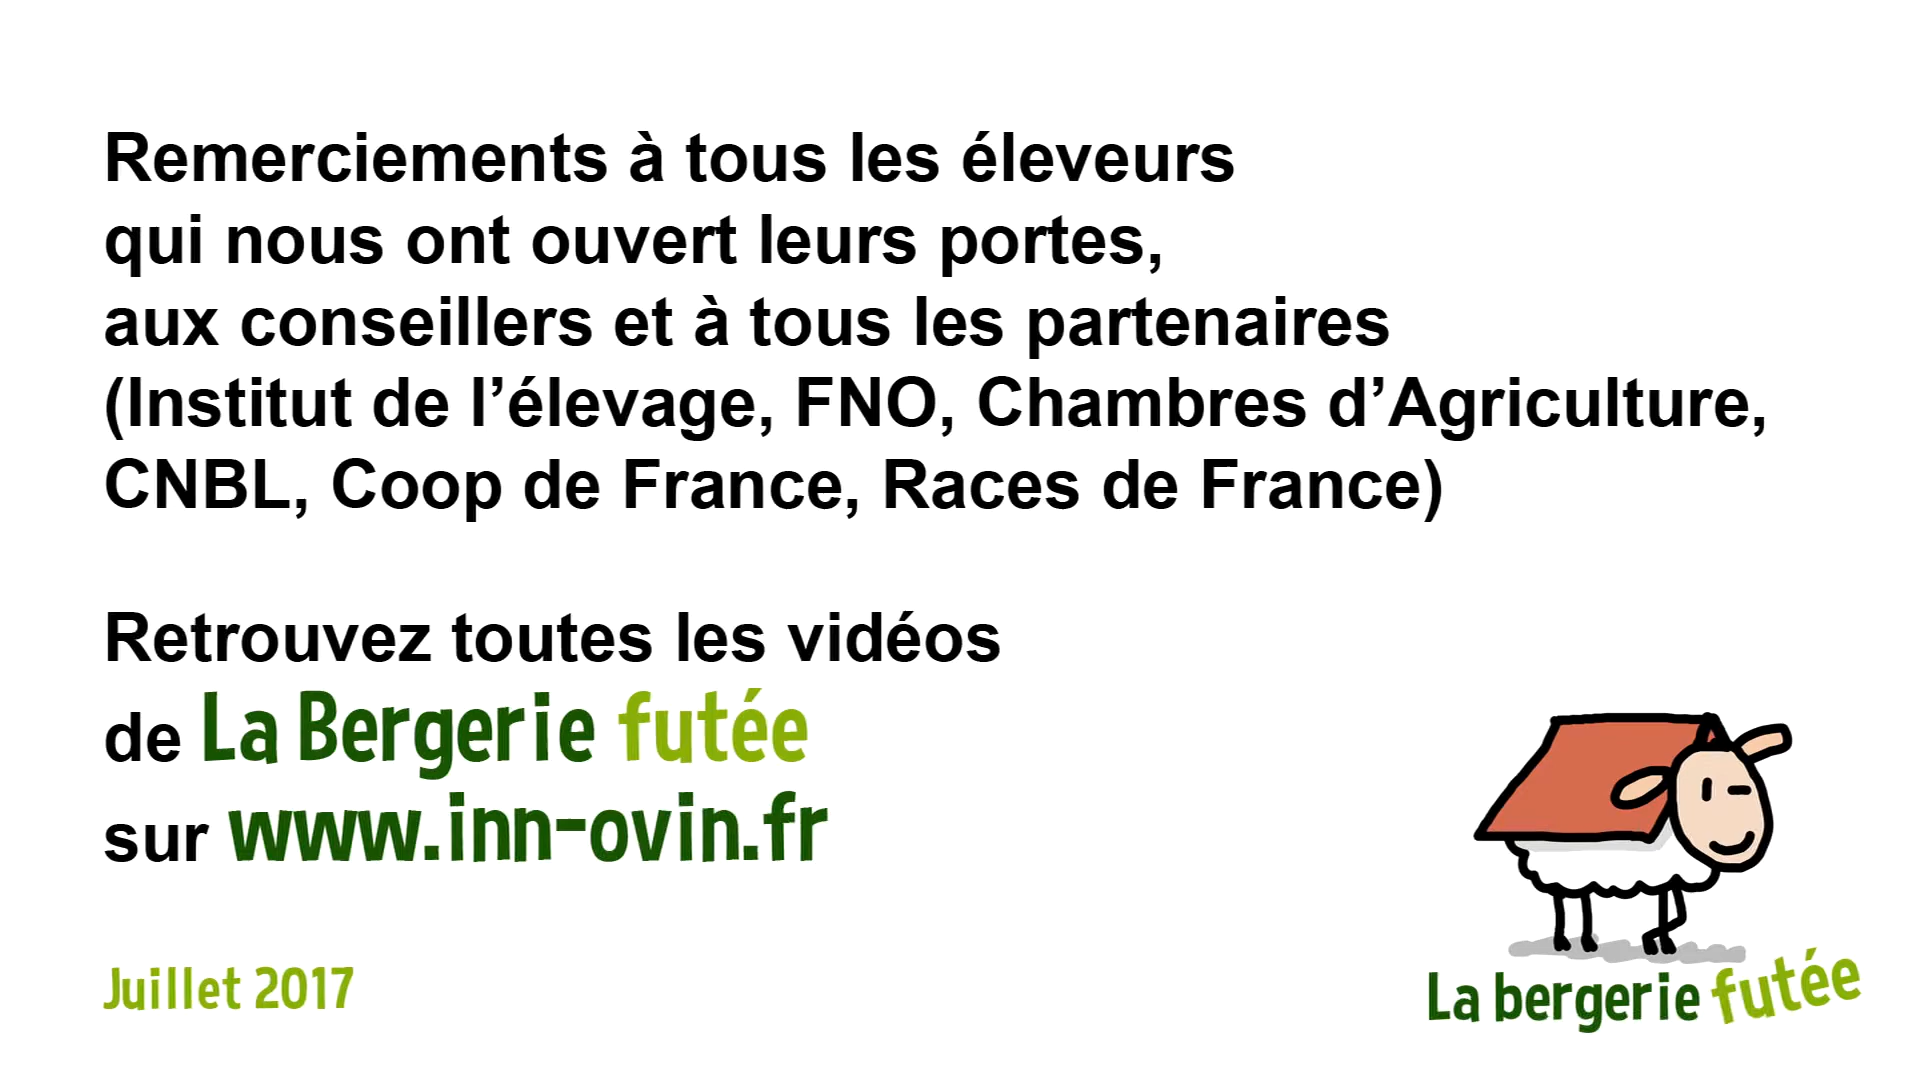 Remerciements à tous les éleveurs
qui nous ont ouvert leurs portes,
aux conseillers et à tous les partenaires
(Institut de l’élevage, FNO, Chambres d’Agriculture,
CNBL, Coop de France, Races de France)
Retrouvez toutes les vidéos
de La Bergerie futée
sur www.inn-ovin.fr
Juillet 2017
La bergerie futée